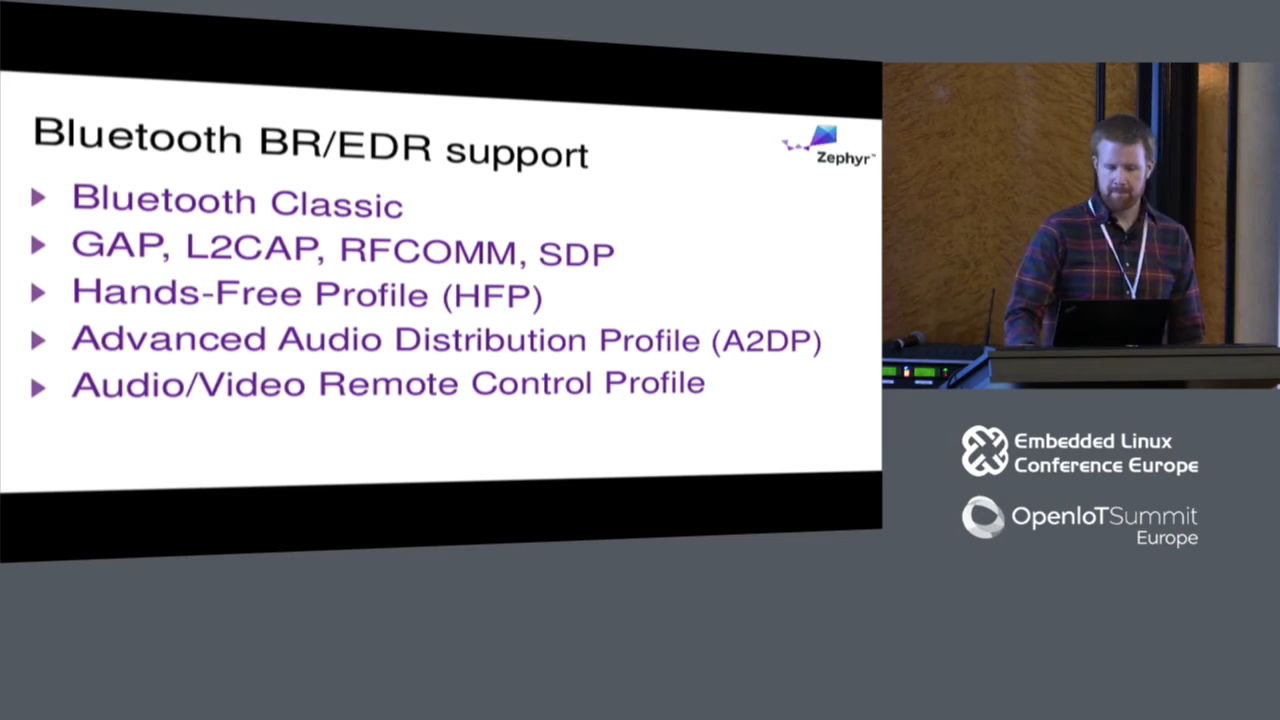 Bluetooth BR/EDR support
Zephyr™
Bluetooth Classic
GAP, L2CAP, RFCOMM, SDP
Hands-Free Profile (HFP)
Advanced Audio Distribution Profile (A2DP)
Audio/Video Remote Control Profile
Embedded Linux
Conference Europe
OpenIoTSummit
Europe